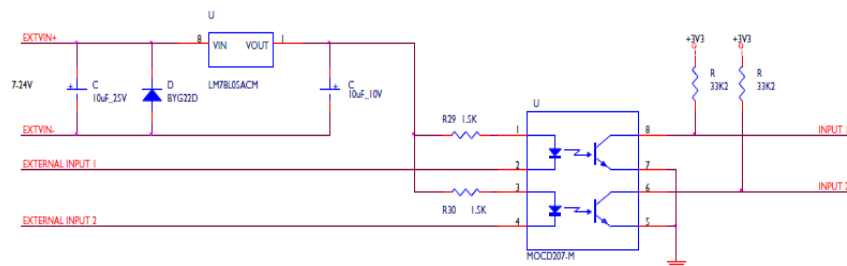 U
+3V3
+3V3
EXTVIN+
8
VIN
VOUT
1
7-24V
C
10uF_25V
D
BYG22D
LM78L05ACM
C
10uF_10V
R
33K2
R
33K2
EXTVIN-
R29 1.5K
U
1
8
INPUT 1
EXTERNAL INPUT 1
2
7
3
6
INPUT 2
R30 1.5K
EXTERNAL INPUT 2
4
5
MOCD207-M